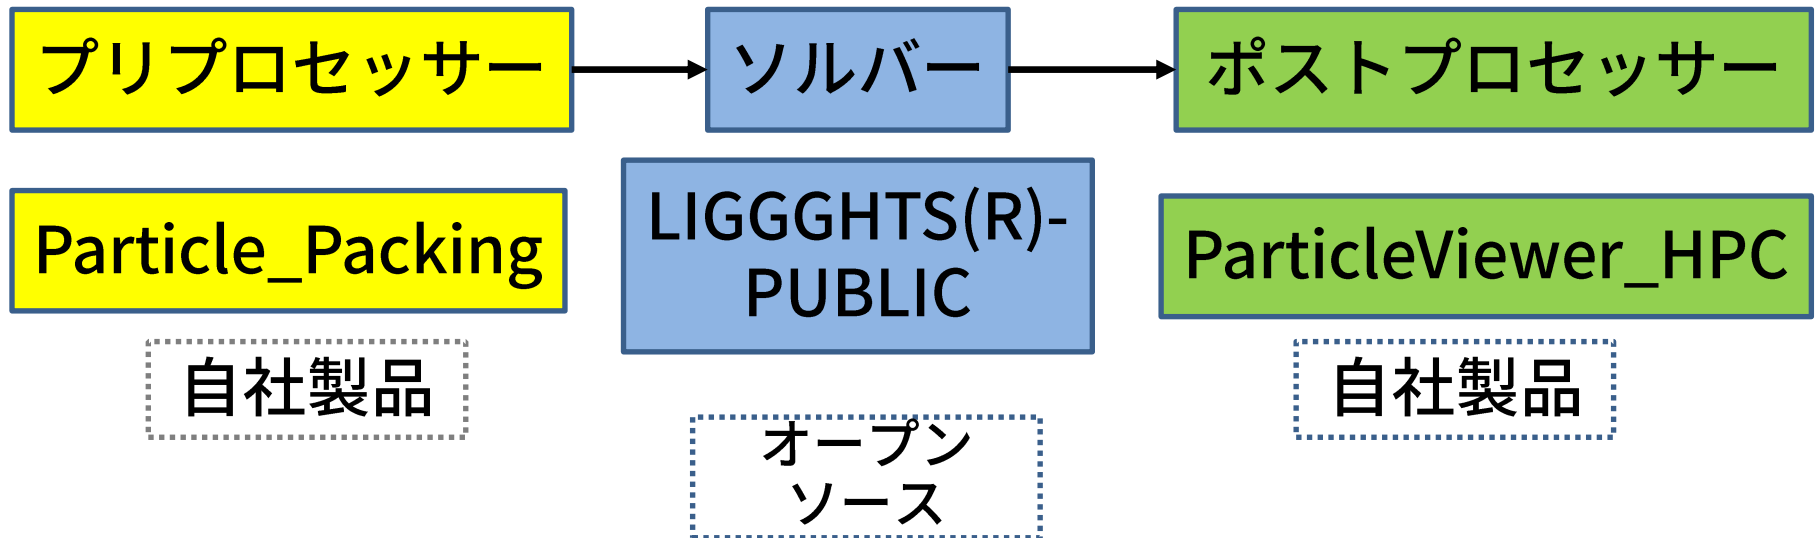 プリプロセッサー
ソルバー
ポストプロセッサー
Particle_Packing
LIGGGHTS(R)-
PUBLIC
ParticleViewer_HPC
自社製品
オープン
ソース
自社製品